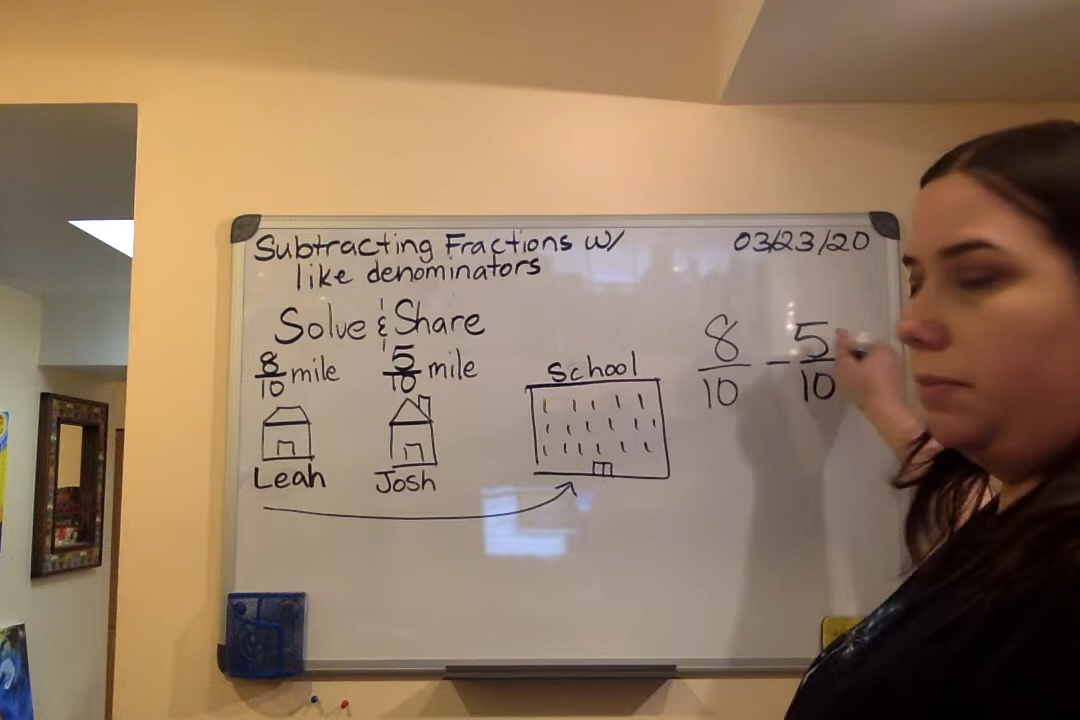 Subtracting Fractions w/ 03/23/20
like denominators
Solve & Share
8/10 mile 5/10 mile School 8/10 - 5/10
Leah Josh